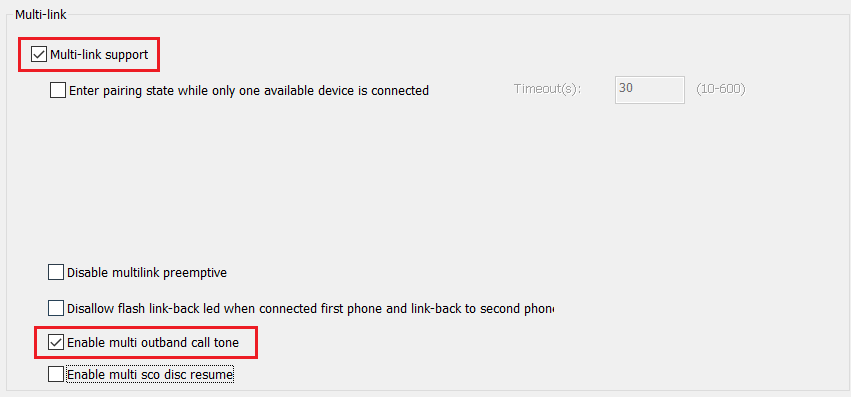 Multi-link
Multi-link support
Enter pairing state while only one available device is connected Timeout(s): 30 (10-600)
Disable multilink preemptive
Disallow flash link-back led when connected first phone and link-back to second phon
Enable multi outband call tone
Enable multi sco disc resume